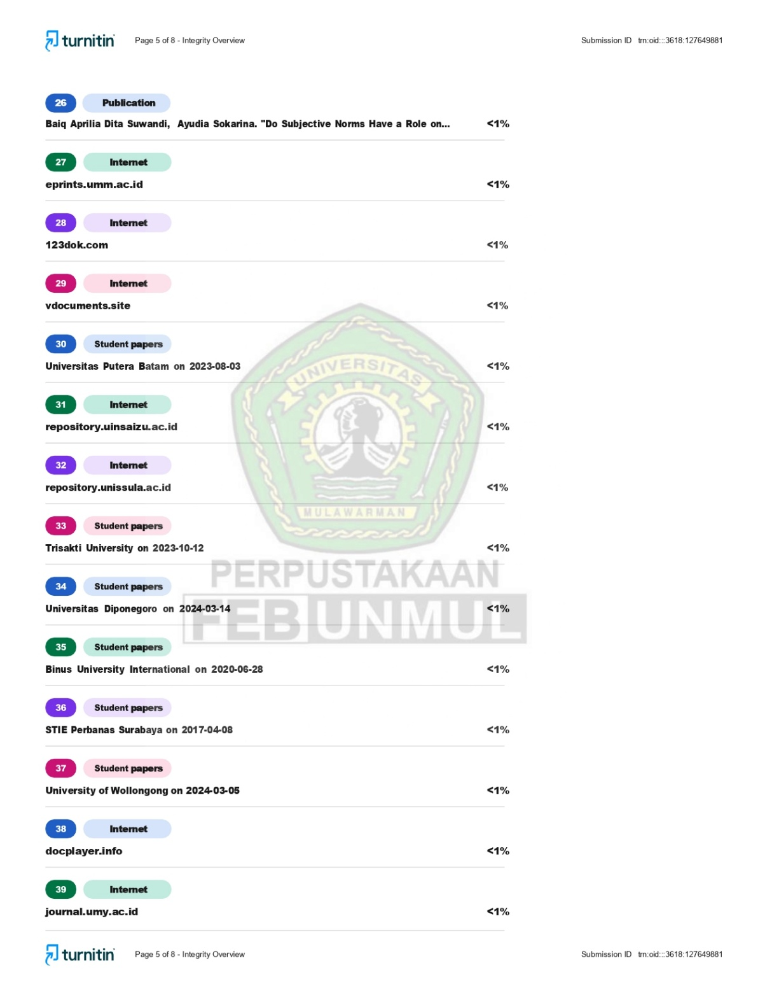 turnitin Page 5 of 8 - Integrity Overview Submission ID trn:oid:::3618:127649881
26 Publication
Baiq Aprilia Dita Suwandi, Ayudia Sokarina. "Do Subjective Norms Have a Role on... <1%
27 Internet
eprints.umm.ac.id <1%
28 Internet
123dok.com <1%
29 Internet
vdocuments.site <1%
30 Student papers
Universitas Putera Batam on 2023-08-03 <1%
UNIVERSITAS
31 Internet
repository.uinsaizu.ac.id <1%
32 Internet
repository.unissula.ac.id <1%
MULAWARMAN
33 Student papers
Trisakti University on 2023-10-12 <1%
PERPUSTAKAAN
34 Student papers
Universitas Diponegoro on 2024-03-14 <1%
FEB UNMUL
35 Student papers
Binus University International on 2020-06-28 <1%
36 Student papers
STIE Perbanas Surabaya on 2017-04-08 <1%
37 Student papers
University of Wollongong on 2024-03-05 <1%
38 Internet
docplayer.info <1%
39 Internet
journal.umy.ac.id <1%
turnitin Page 5 of 8 - Integrity Overview Submission ID trn:oid:::3618:127649881